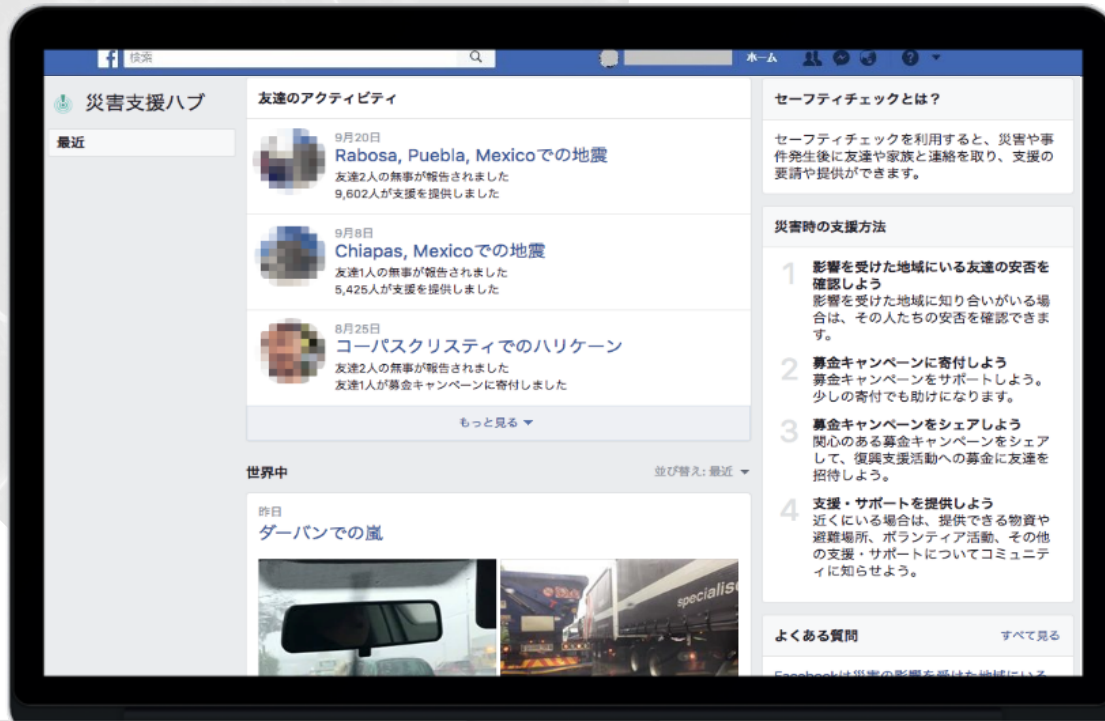 f 検索
ホーム
災害支援ハブ
最近
友達のアクティビティ
9月20日
Rabosa, Puebla, Mexicoでの地震
友達2人の無事が報告されました
9,602人が支援を提供しました
9月8日
Chiapas, Mexicoでの地震
友達1人の無事が報告されました
5,425人が支援を提供しました
8月25日
コーパスクリスティでのハリケーン
友達2人の無事が報告されました
友達1人が募金キャンペーンに寄付しました
もっと見る
世界中
並び替え: 最近
昨日
ダーバンでの嵐
specialis
セーフティチェックとは？
セーフティチェックを利用すると、災害や事
件発生後に友達や家族と連絡を取り、支援の
要請や提供ができます。
災害時の支援方法
1 影響を受けた地域にいる友達の安否を
確認しよう
影響を受けた地域に知り合いがいる場
合は、その人たちの安否を確認できま
す。
2 募金キャンペーンに寄付しよう
募金キャンペーンをサポートしよう。
少しの寄付でも助けになります。
3 募金キャンペーンをシェアしよう
関心のある募金キャンペーンをシェア
して、復興支援活動への募金に友達を
招待しよう。
4 支援・サポートを提供しよう
近くにいる場合は、提供できる物資や
避難場所、ボランティア活動、その他
の支援・サポートについてコミュニテ
ィに知らせよう。
よくある質問
すべて見る
Facebookは災害の影響を受けた地域にいる